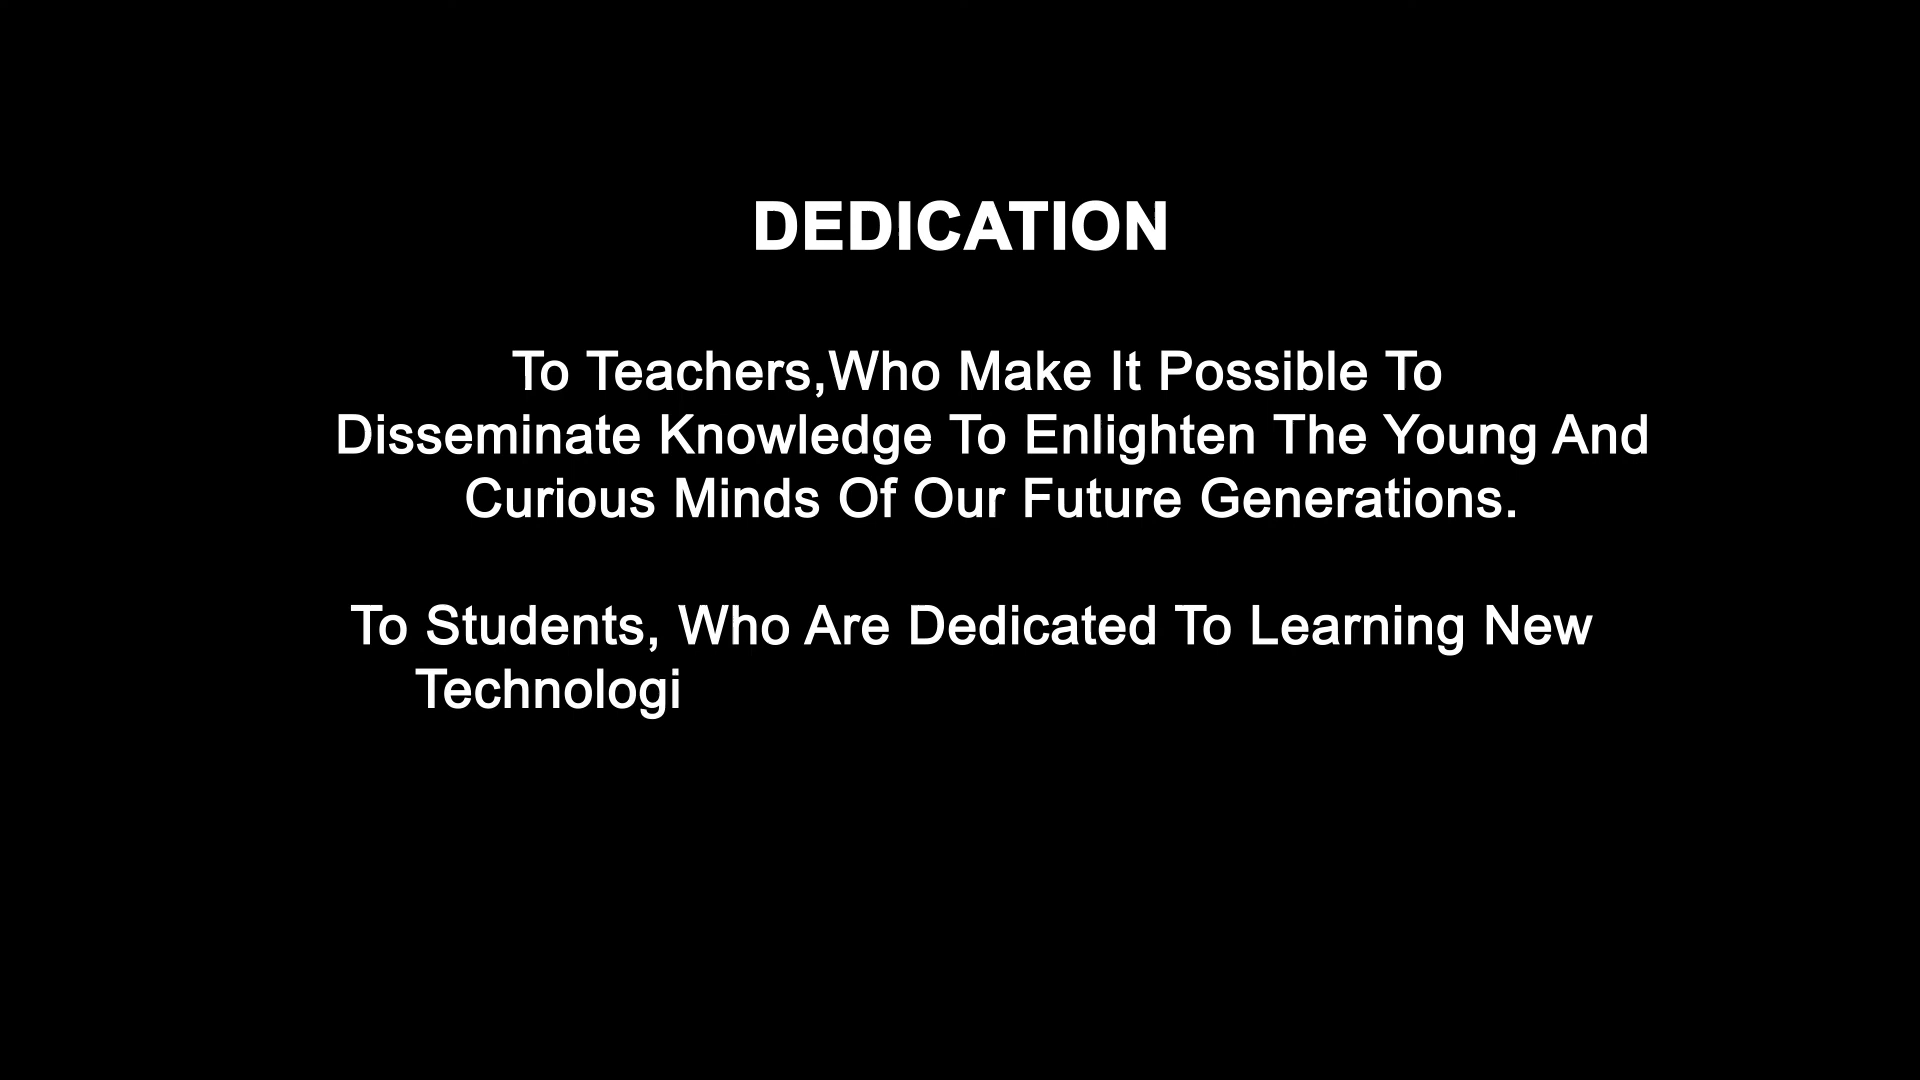 DEDICATION
To Teachers,Who Make It Possible To
Disseminate Knowledge To Enlighten The Young And
Curious Minds Of Our Future Generations.
To Students, Who Are Dedicated To Learning New
Technologi